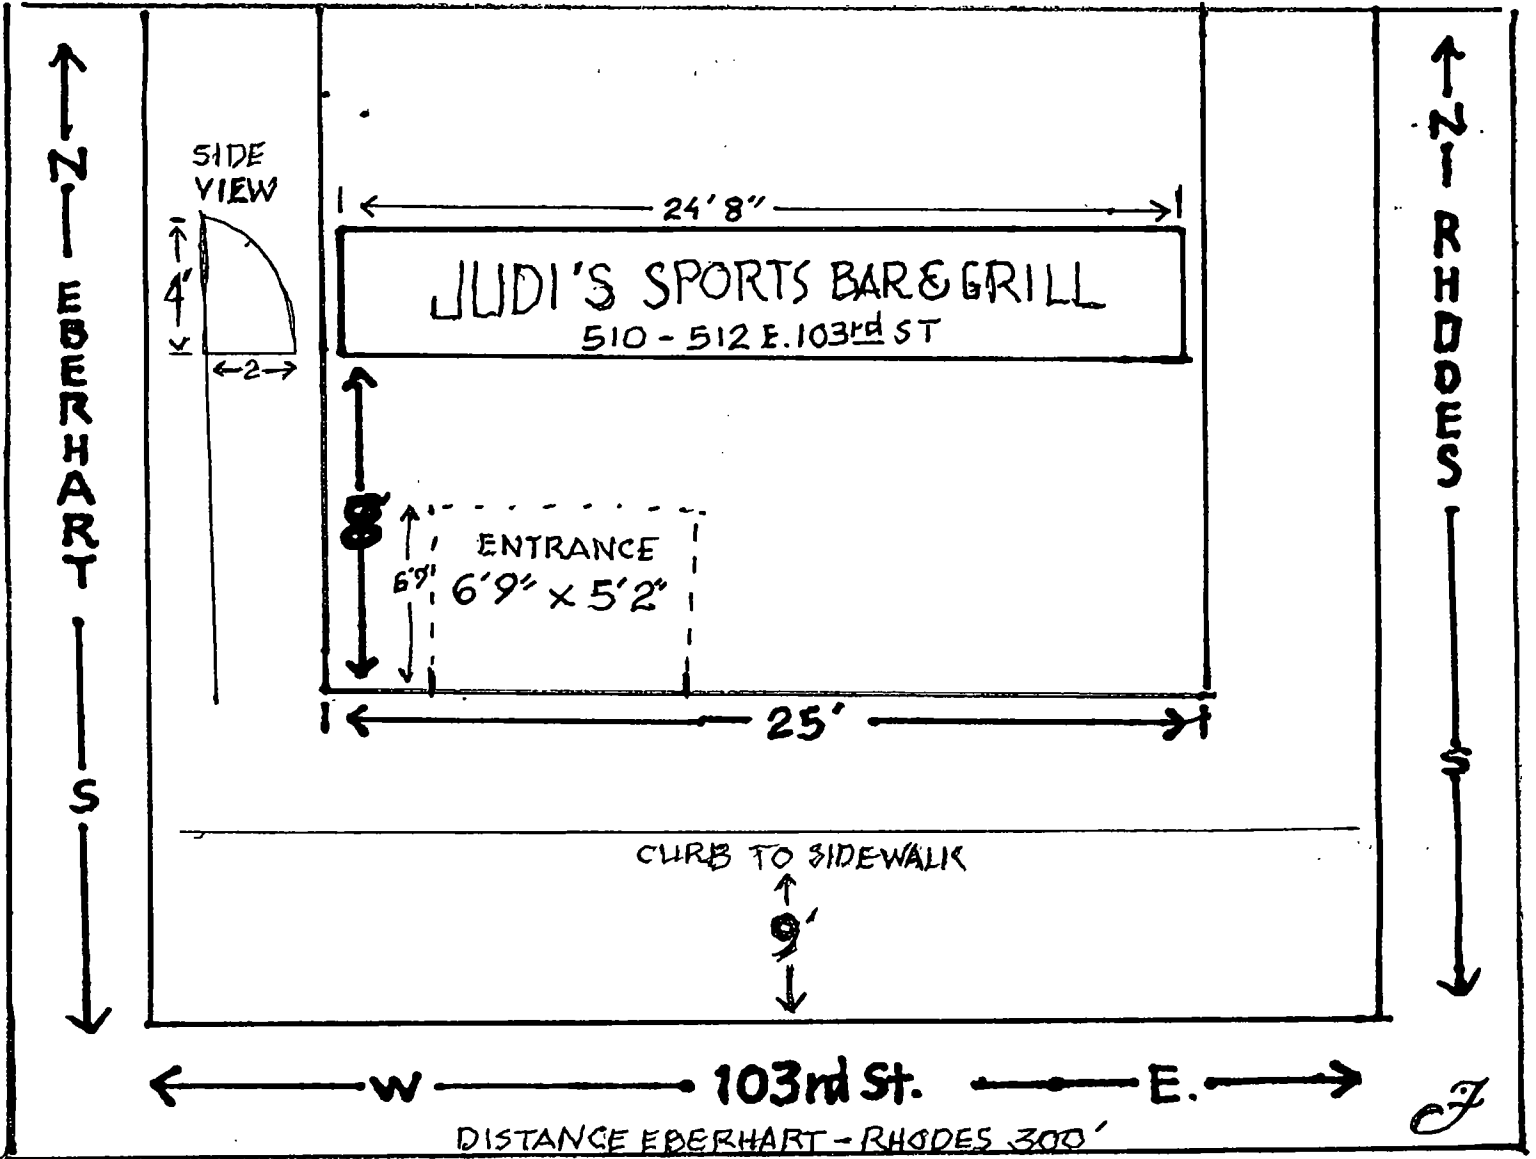 SIDE
VIEW
4'
2
24'8"
JUDI'S SPORTS BAR & GRILL
510 - 512 E. 103rd ST
8'
6'9"
ENTRANCE
6'9" x 5'2"
25'
CURB TO SIDEWALK
9'
N EBERHART S
N RHODES S
W 103rd St. E.
DISTANCE EBERHART - RHODES 300'